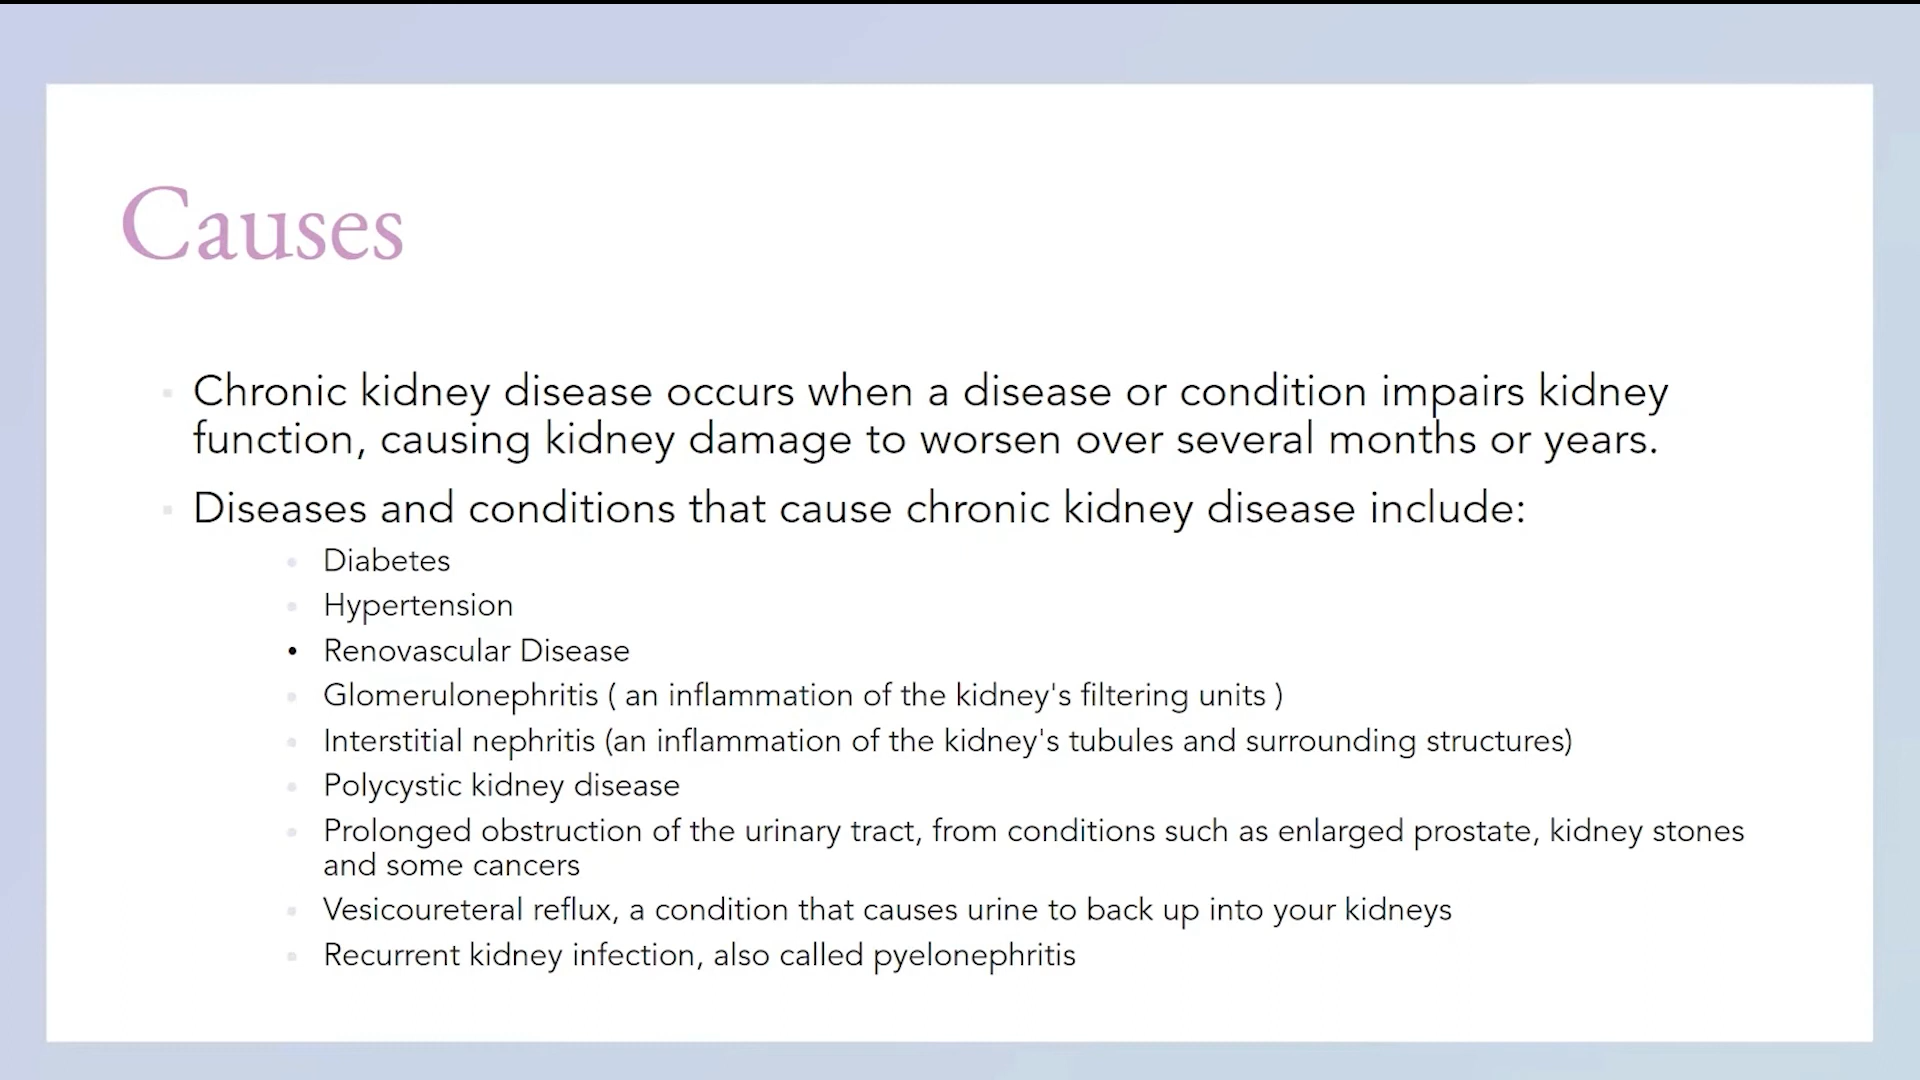 Causes
Chronic kidney disease occurs when a disease or condition impairs kidney
function, causing kidney damage to worsen over several months or years.
Diseases and conditions that cause chronic kidney disease include:
Diabetes
Hypertension
Renovascular Disease
Glomerulonephritis ( an inflammation of the kidney's filtering units )
Interstitial nephritis (an inflammation of the kidney's tubules and surrounding structures)
Polycystic kidney disease
Prolonged obstruction of the urinary tract, from conditions such as enlarged prostate, kidney stones
and some cancers
Vesicoureteral reflux, a condition that causes urine to back up into your kidneys
Recurrent kidney infection, also called pyelonephritis